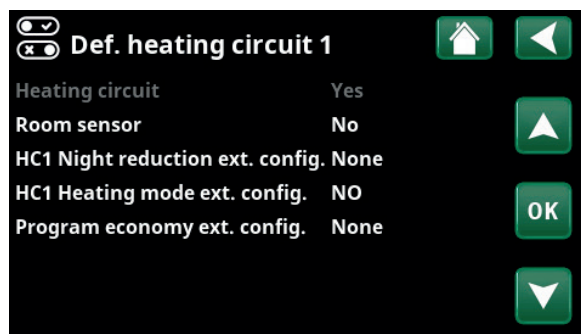 Def. heating circuit 1
Heating circuit Yes
Room sensor No
HC1 Night reduction ext. config. None
HC1 Heating mode ext. config. NO
Program economy ext. config. None
OK